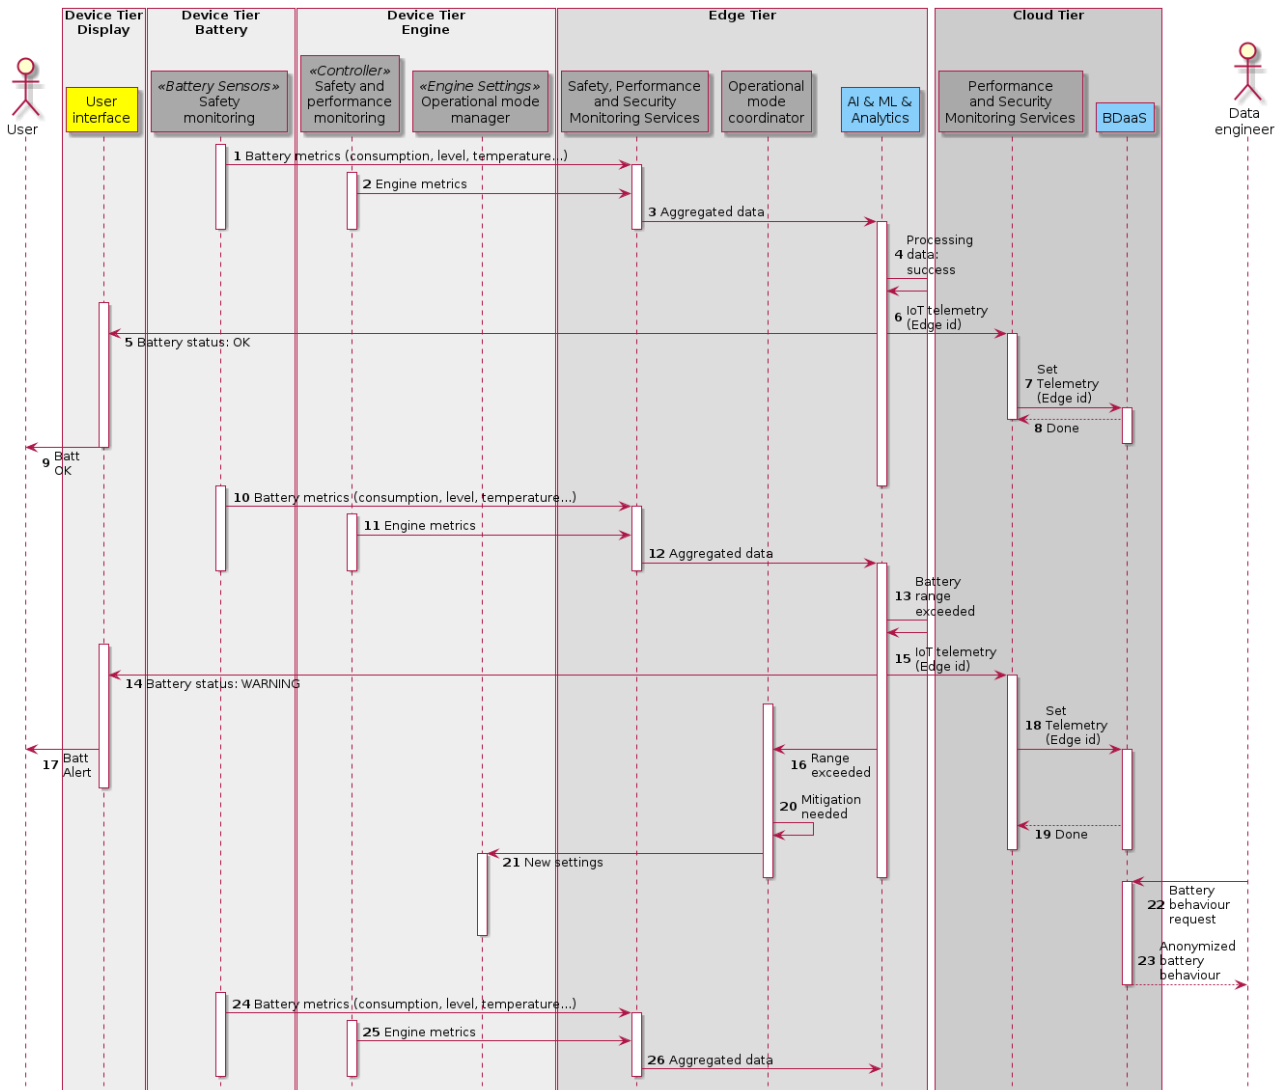 Device Tier
Display
Device Tier
Battery
Device Tier
Engine
Edge Tier
Cloud Tier
User
User
interface
«Battery Sensors»
Safety
monitoring
«Controller»
Safety and
performance
monitoring
«Engine Settings»
Operational mode
manager
Safety, Performance
and Security
Monitoring Services
Operational
mode
coordinator
AI & ML &
Analytics
Performance
and Security
Monitoring Services
BDaaS
Data
engineer
1 Battery metrics (consumption, level, temperature...)
2 Engine metrics
3 Aggregated data
Processing
4 data:
success
IoT telemetry
6 (Edge id)
5 Battery status: OK
Set
7 Telemetry
(Edge id)
8 Done
9 Batt
OK
10 Battery metrics (consumption, level, temperature...)
11 Engine metrics
12 Aggregated data
Battery
13 range
exceeded
15 IoT telemetry
(Edge id)
14 Battery status: WARNING
Set
18 Telemetry
(Edge id)
17 Batt
Alert
16 Range
exceeded
20 Mitigation
needed
19 Done
21 New settings
Battery
22 behaviour
request
Anonymized
23 battery
behaviour
24 Battery metrics (consumption, level, temperature...)
25 Engine metrics
26 Aggregated data